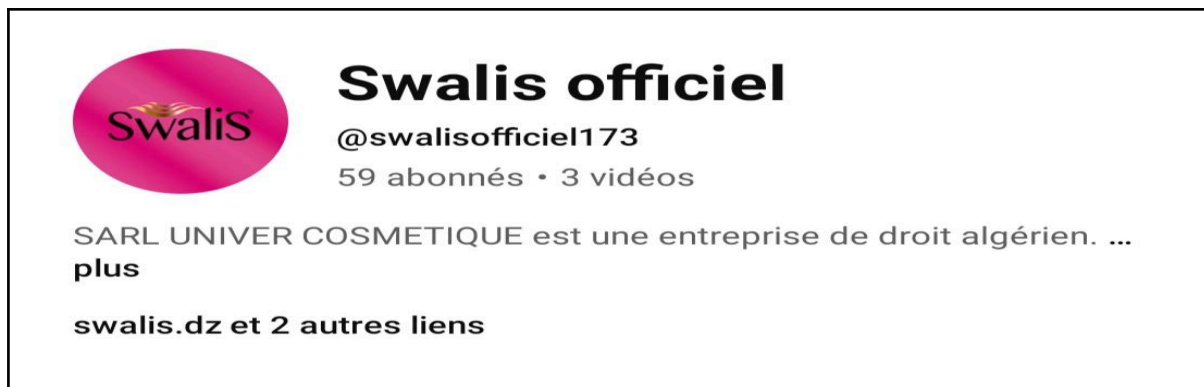 SwaliS
Swalis officiel
@swalisofficiel173
59 abonnés • 3 vidéos
SARL UNIVER COSMETIQUE est une entreprise de droit algérien. ...
plus
swalis.dz et 2 autres liens